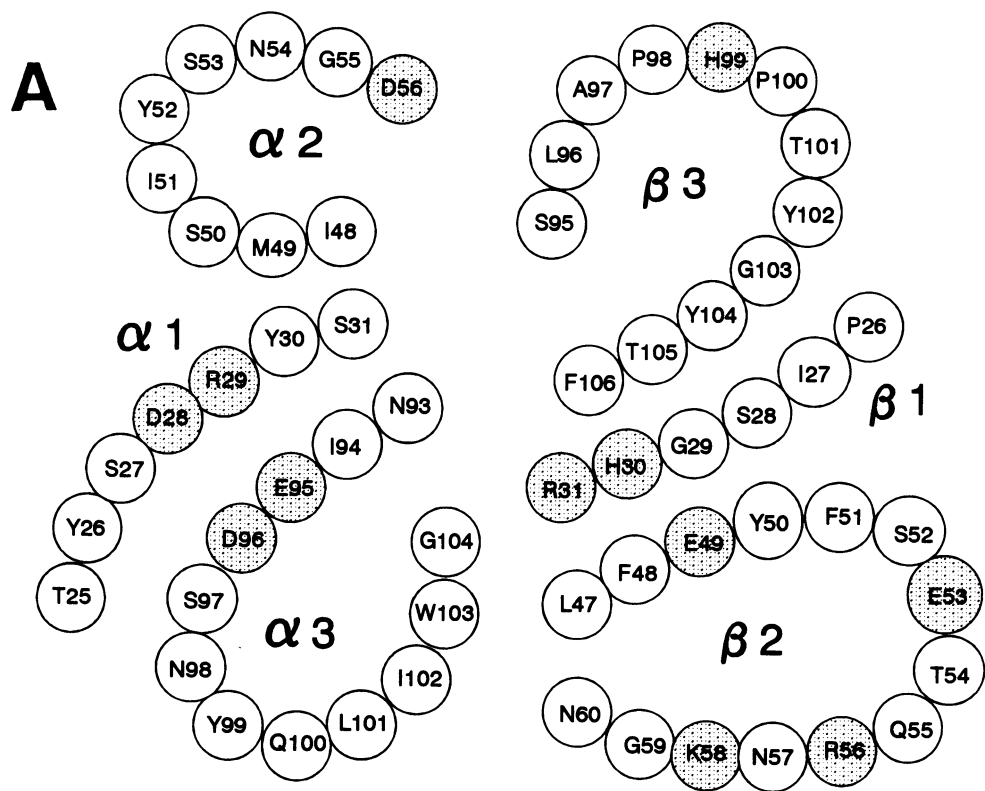 A
I48
M49
S50
I51
Y52
S53
N54
G55
D56
α 2
α 1
T25
Y26
S27
D28
R29
Y30
S31
N93
I94
E95
D96
S97
N98
Y99
Q100
L101
I102
W103
G104
α 3
S95
L96
A97
P98
H99
P100
T101
Y102
G103
Y104
T105
F106
β 3
P26
I27
S28
G29
H30
R31
β 1
L47
F48
E49
Y50
F51
S52
E53
T54
Q55
R56
N57
K58
G59
N60
β 2